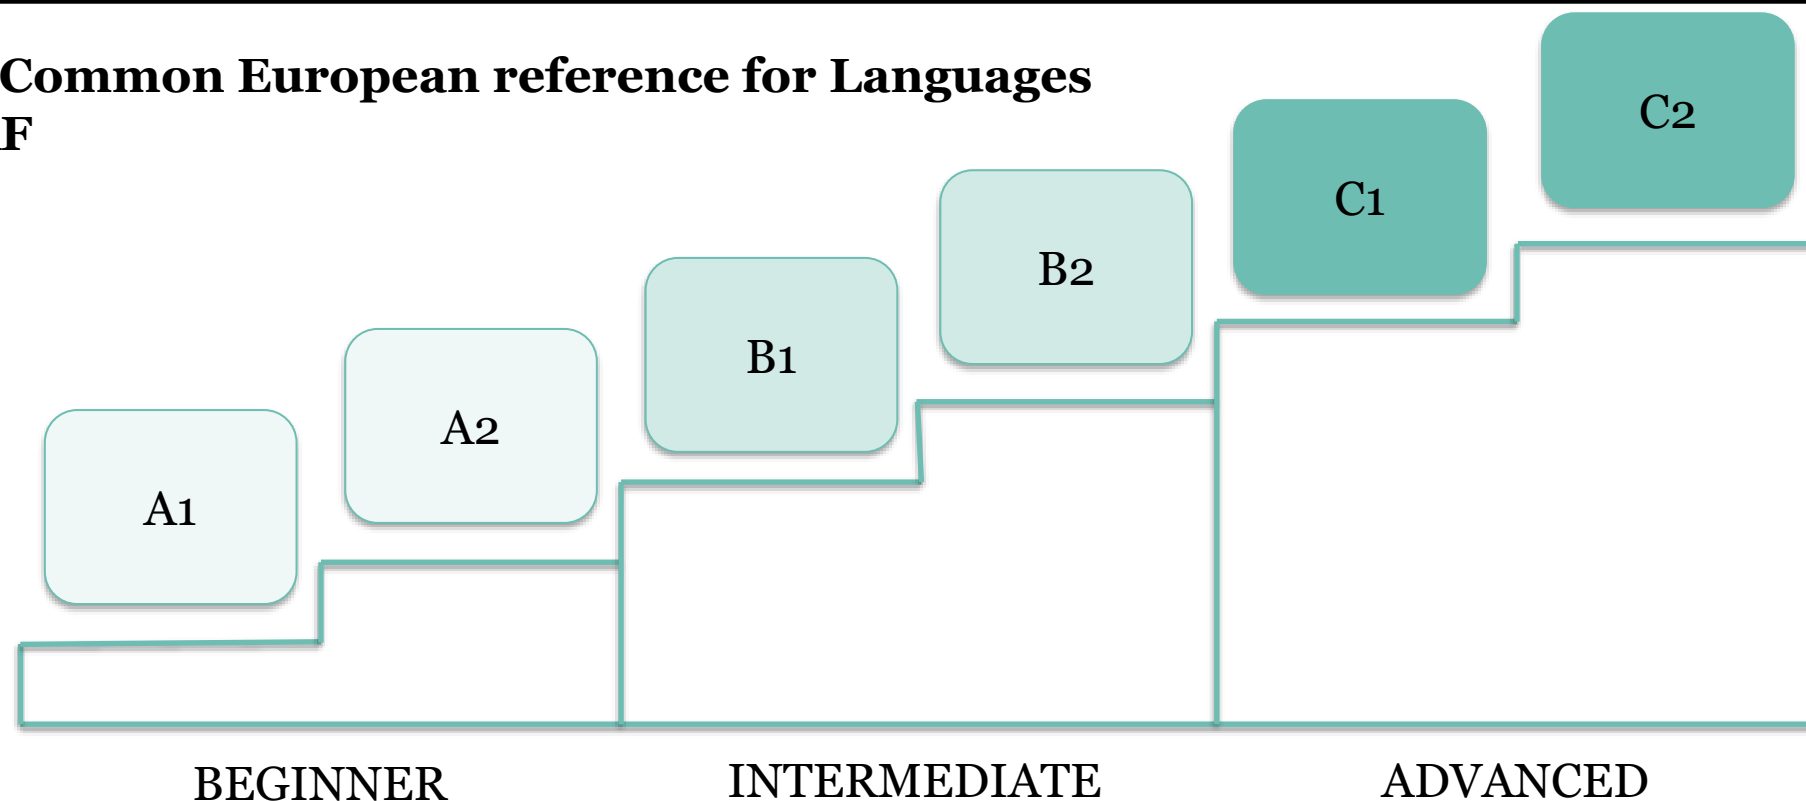 Common European reference for Languages
F
C2
C1
B2
B1
A2
A1
BEGINNER
INTERMEDIATE
ADVANCED